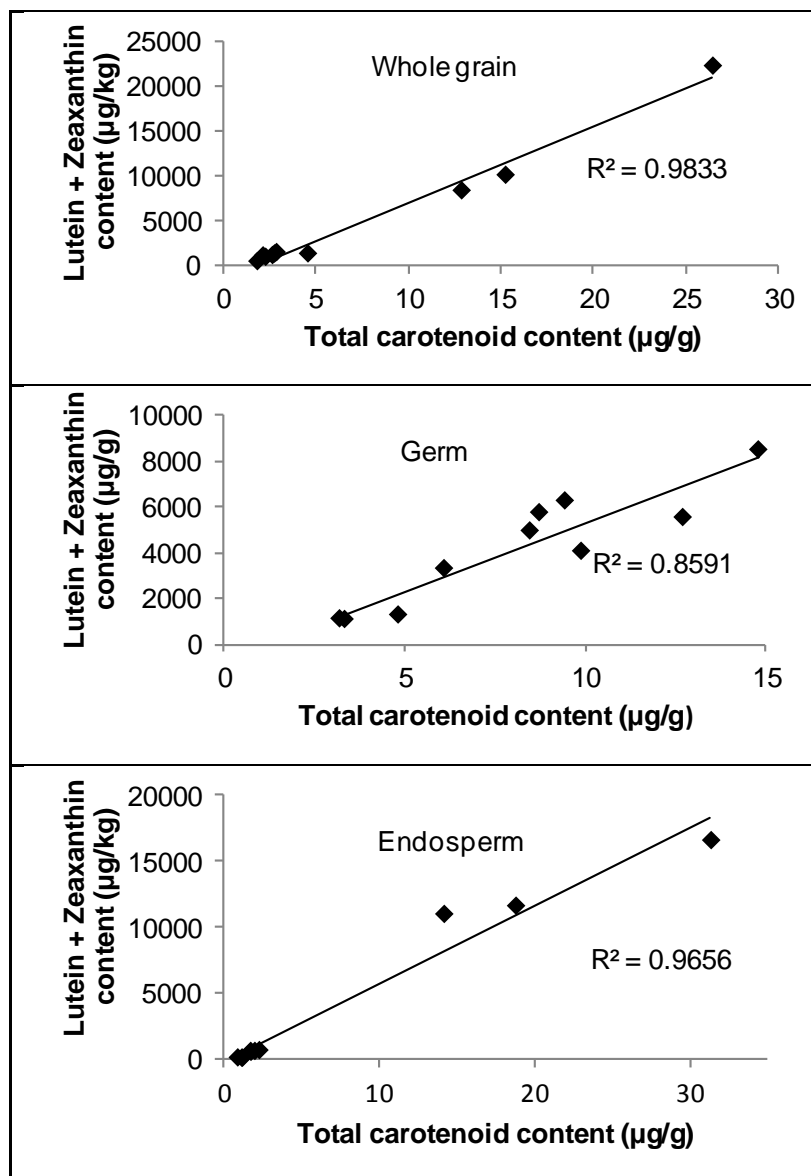 Lutein + Zeaxanthin
content (µg/kg)
25000
20000
15000
10000
5000
0
Whole grain
R² = 0.9833
0 5 10 15 20 25 30
Total carotenoid content (µg/g)
Lutein + Zeaxanthin
content (µg/g)
10000
8000
6000
4000
2000
0
Germ
R² = 0.8591
0 5 10 15
Total carotenoid content (µg/g)
Lutein + Zeaxanthin
content (µg/kg)
20000
15000
10000
5000
0
Endosperm
R² = 0.9656
0 10 20 30
Total carotenoid content (µg/g)